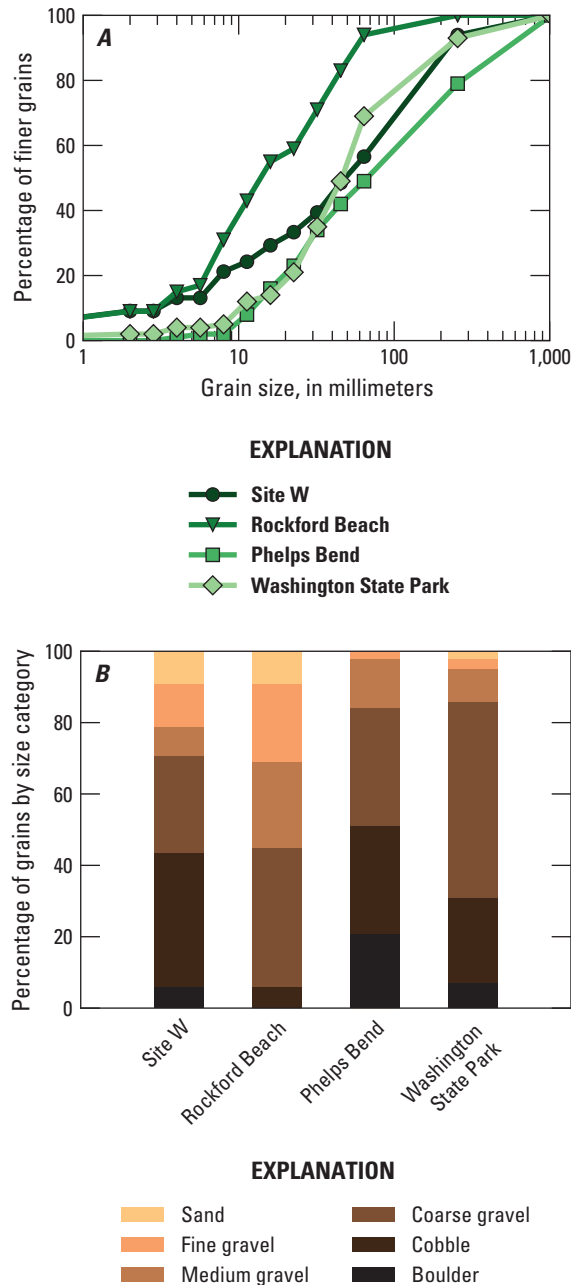 A
100
80
60
40
20
0
Percentage of finer grains
1
10
100
1,000
Grain size, in millimeters
EXPLANATION
Site W
Rockford Beach
Phelps Bend
Washington State Park
B
100
80
60
40
20
0
Percentage of grains by size category
Site W
Rockford Beach
Phelps Bend
Washington
State Park
EXPLANATION
Sand
Fine gravel
Medium gravel
Coarse gravel
Cobble
Boulder